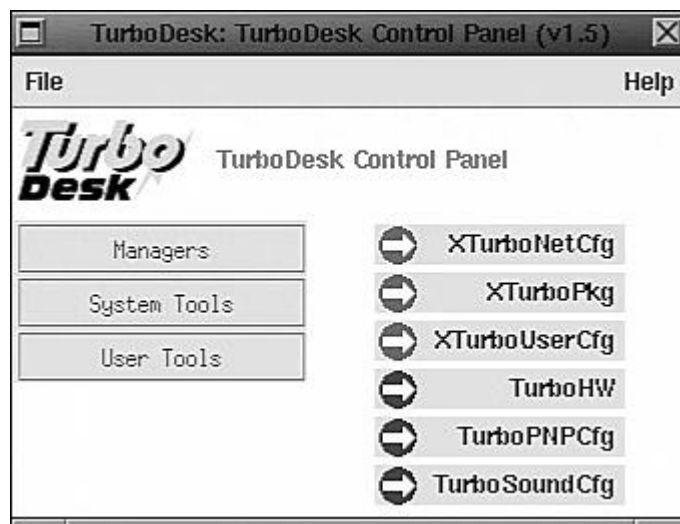 TurboDesk: TurboDesk Control Panel (v1.5)
File Help
Turbo
Desk
TurboDesk Control Panel
Managers
System Tools
User Tools
XTurboNetCfg
XTurboPkg
XTurboUserCfg
TurboHW
TurboPNPCfg
TurboSoundCfg